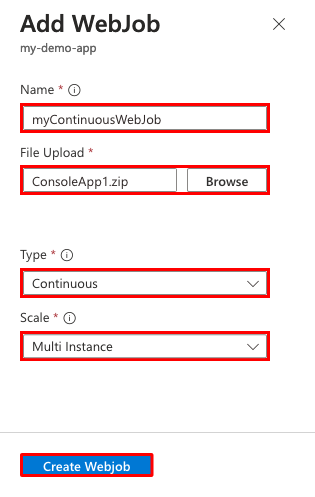 Add WebJob
my-demo-app
Name *
myContinuousWebJob
File Upload *
ConsoleApp1.zip Browse
Type *
Continuous
Scale *
Multi Instance
Create Webjob